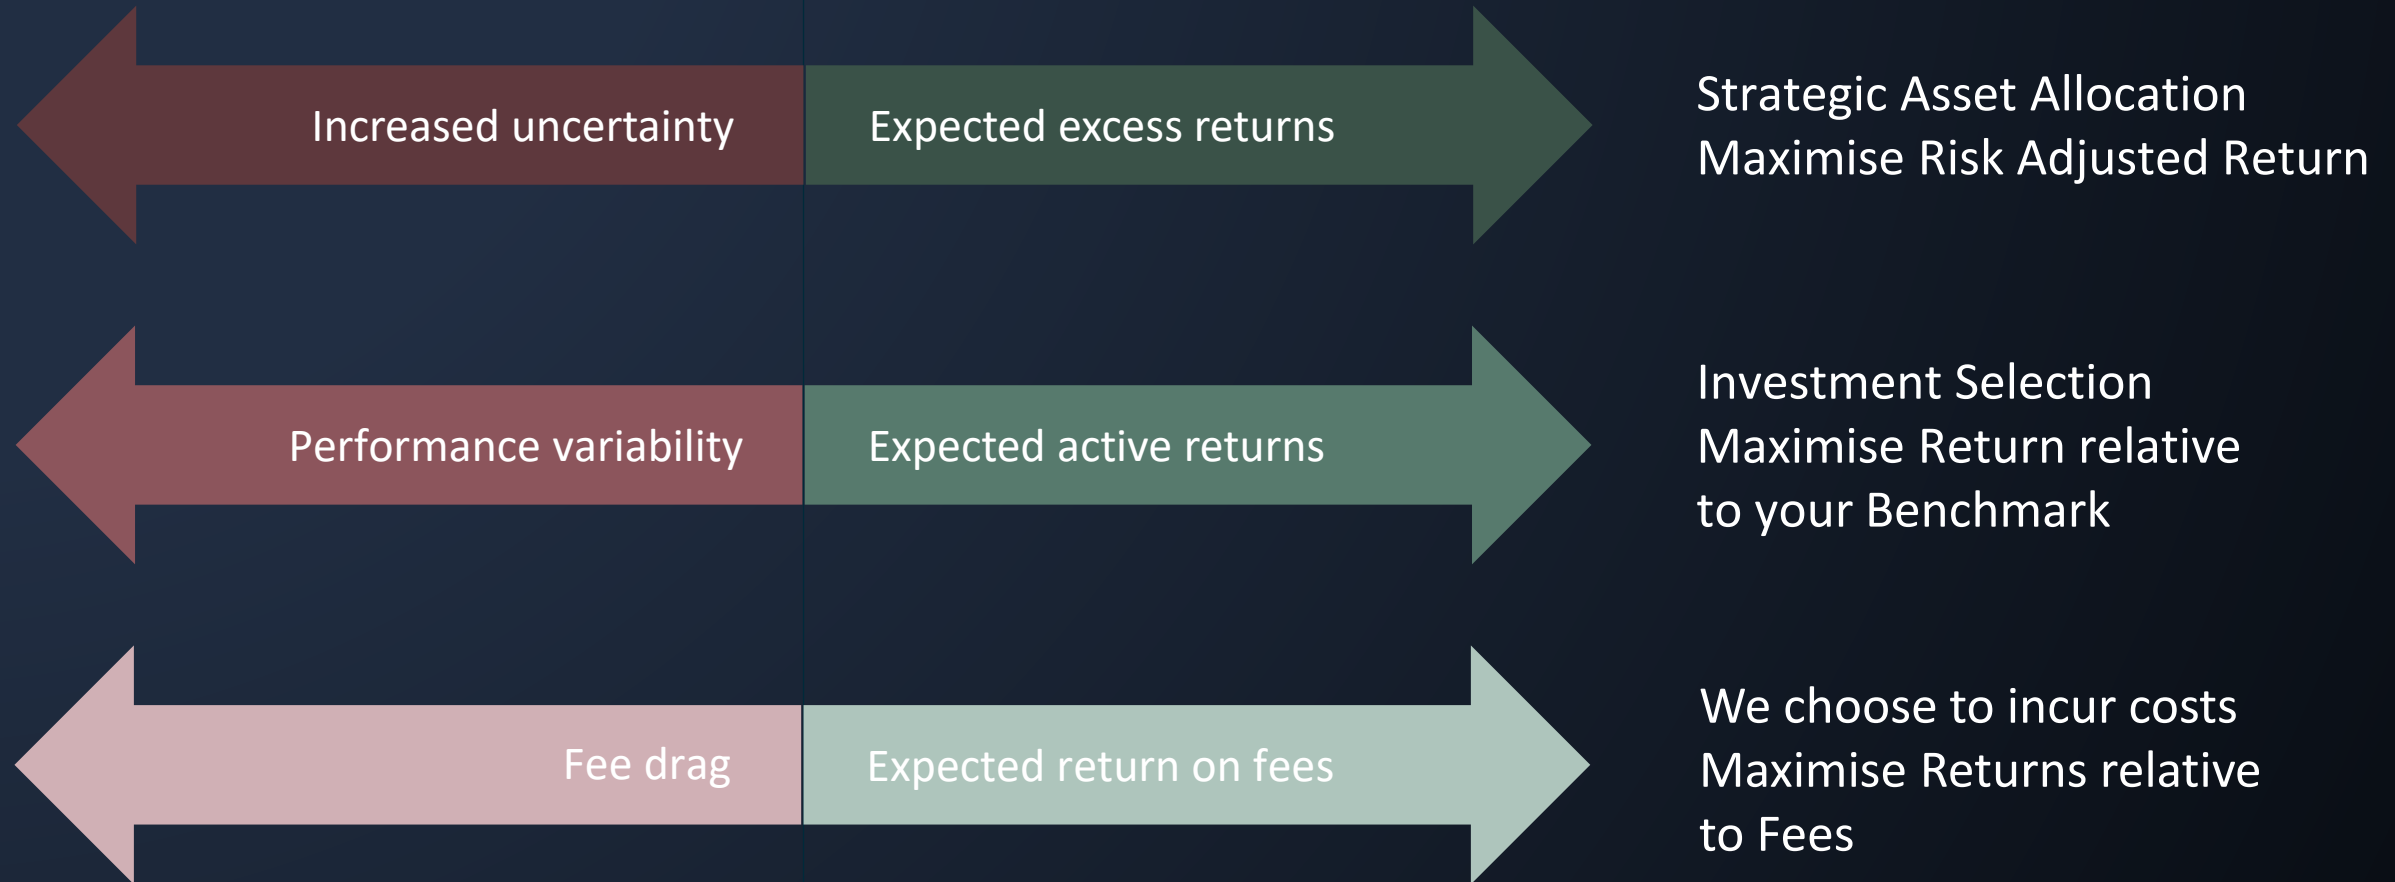 Increased uncertainty
Expected excess returns
Strategic Asset Allocation
Maximise Risk Adjusted Return
Performance variability
Expected active returns
Investment Selection
Maximise Return relative
to your Benchmark
Fee drag
Expected return on fees
We choose to incur costs
Maximise Returns relative
to Fees